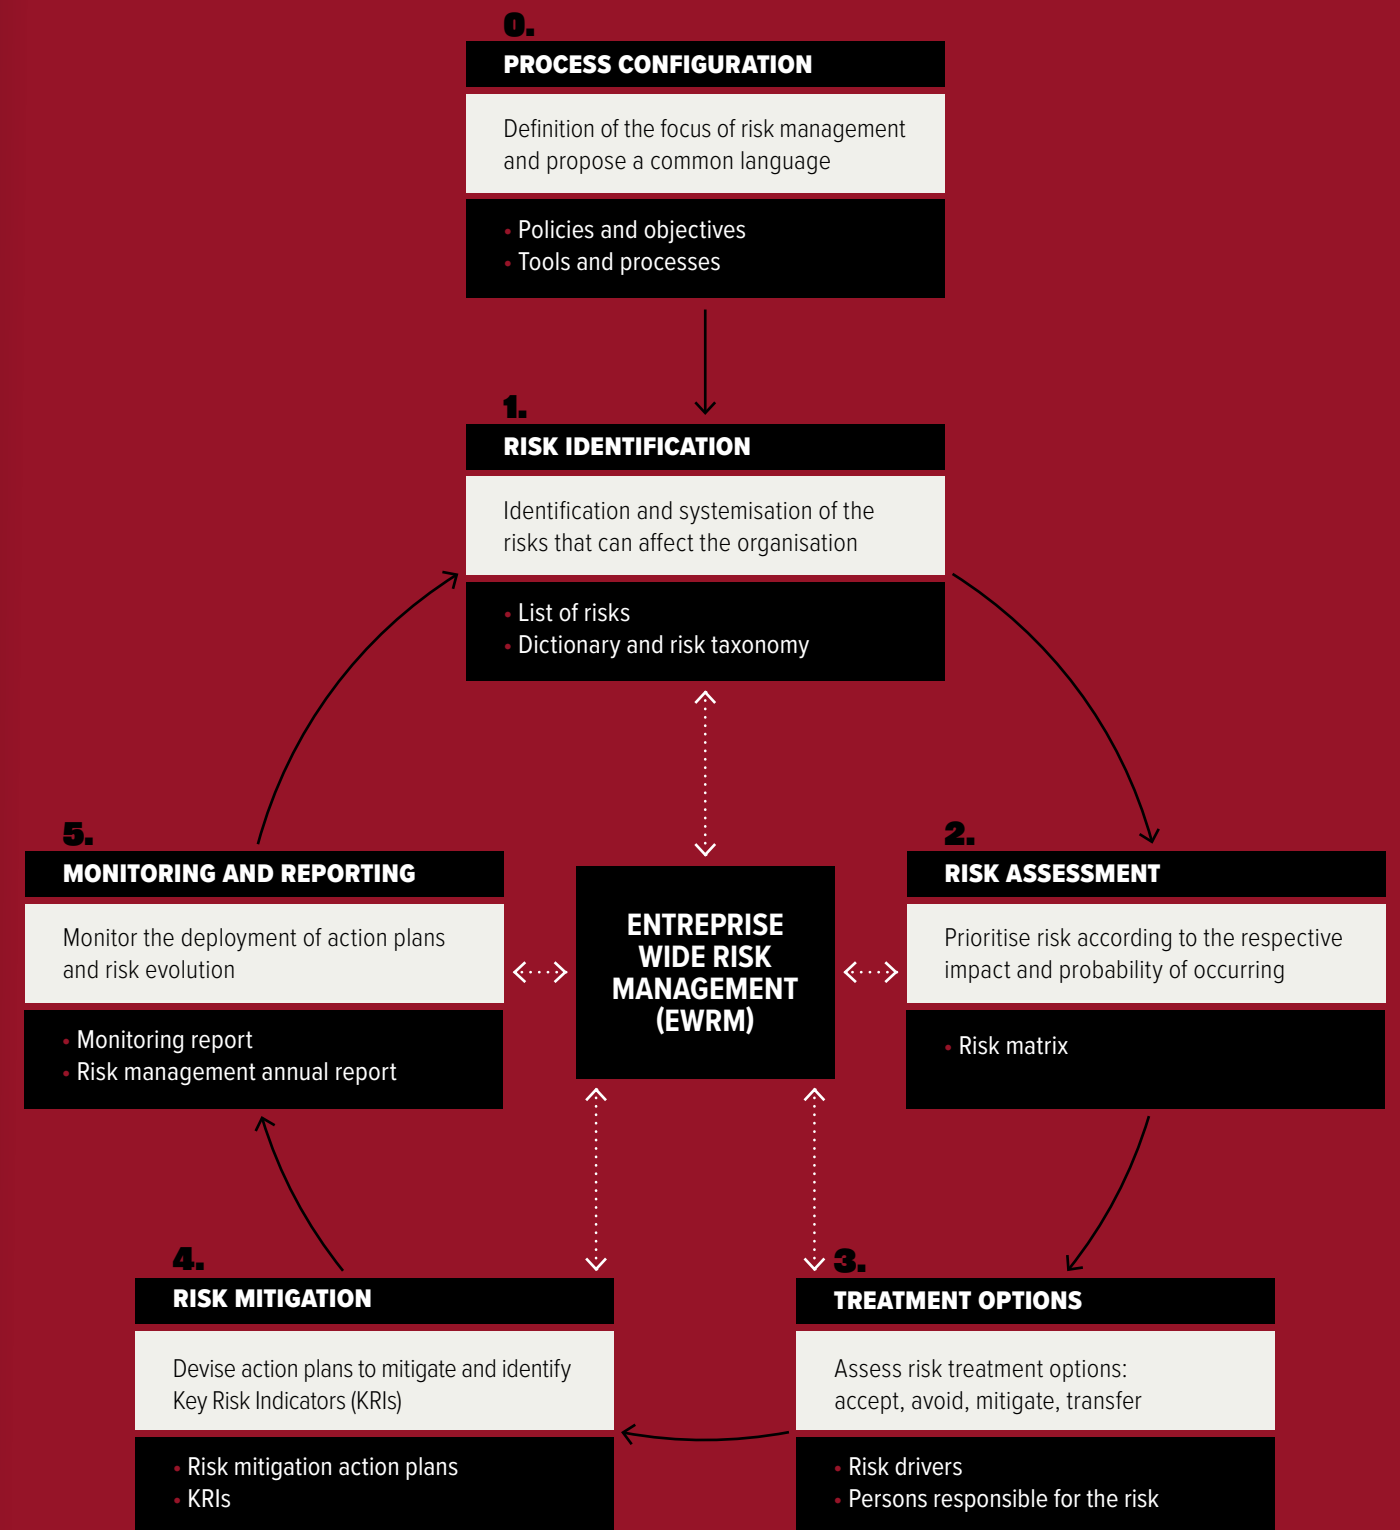 0.
PROCESS CONFIGURATION
Definition of the focus of risk management
and propose a common language
• Policies and objectives
• Tools and processes
1.
RISK IDENTIFICATION
Identification and systemisation of the
risks that can affect the organisation
• List of risks
• Dictionary and risk taxonomy
2.
RISK ASSESSMENT
Prioritise risk according to the respective
impact and probability of occurring
• Risk matrix
3.
TREATMENT OPTIONS
Assess risk treatment options:
accept, avoid, mitigate, transfer
• Risk drivers
• Persons responsible for the risk
4.
RISK MITIGATION
Devise action plans to mitigate and identify
Key Risk Indicators (KRIs)
• Risk mitigation action plans
• KRIs
5.
MONITORING AND REPORTING
Monitor the deployment of action plans
and risk evolution
• Monitoring report
• Risk management annual report
ENTREPRISE
WIDE RISK
MANAGEMENT
(EWRM)